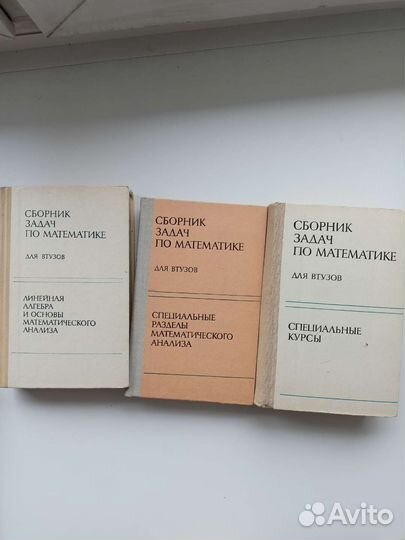 СБОРНИК
ЗАДАЧ
ПО МАТЕМАТИКЕ
ДЛЯ ВТУЗОВ
ЛИНЕЙНАЯ
АЛГЕБРА
И ОСНОВЫ
МАТЕМАТИЧЕСКОГО
АНАЛИЗА
СБОРНИК
ЗАДАЧ
ПО МАТЕМАТИКЕ
ДЛЯ ВТУЗОВ
СПЕЦИАЛЬНЫЕ
РАЗДЕЛЫ
МАТЕМАТИЧЕСКОГО
АНАЛИЗА
СБОРНИК
ЗАДАЧ
ПО МАТЕМАТИКЕ
ДЛЯ ВТУЗОВ
СПЕЦИАЛЬНЫЕ
КУРСЫ
Avito